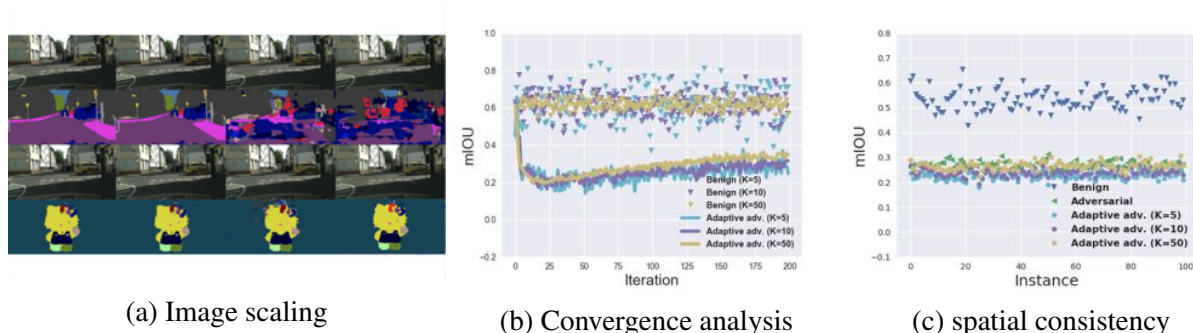 1.0
0.8
0.6
0.4
0.2
0.0
−0.2
mIOU
Benign (K=5)
Benign (K=10)
Benign (K=50)
Adaptive adv. (K=5)
Adaptive adv. (K=10)
Adaptive adv. (K=50)
0 25 50 75 100 125 150 175 200
Iteration
0.8
0.7
0.6
0.5
0.4
0.3
0.2
0.1
0.0
−0.1
mIOU
Benign
Adversarial
Adaptive adv. (K=5)
Adaptive adv. (K=10)
Adaptive adv. (K=50)
0 20 40 60 80 100
Instance
(a) Image scaling
(b) Convergence analysis
(c) spatial consistency